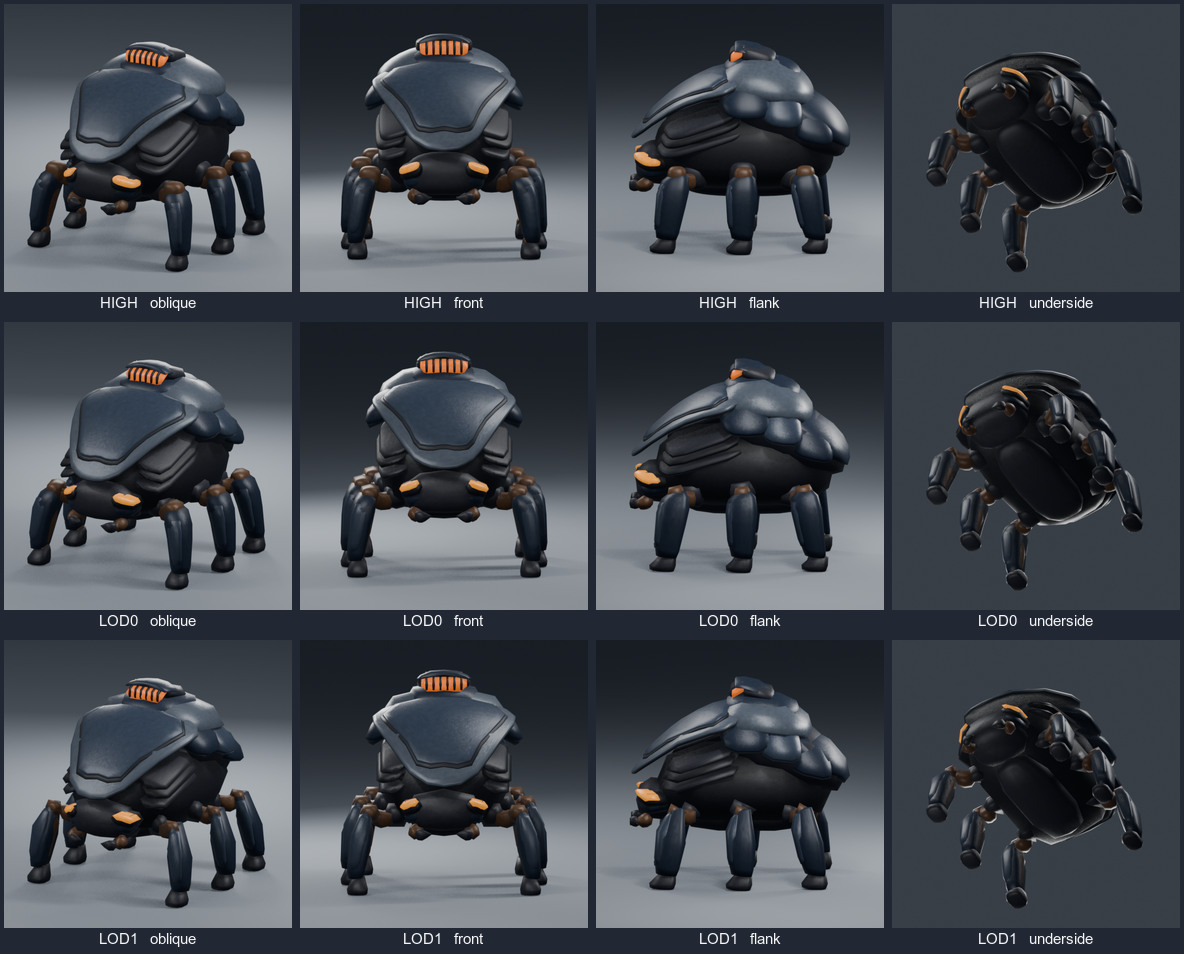 HIGH oblique
HIGH front
HIGH flank
HIGH underside
LOD0 oblique
LOD0 front
LOD0 flank
LOD0 underside
LOD1 oblique
LOD1 front
LOD1 flank
LOD1 underside